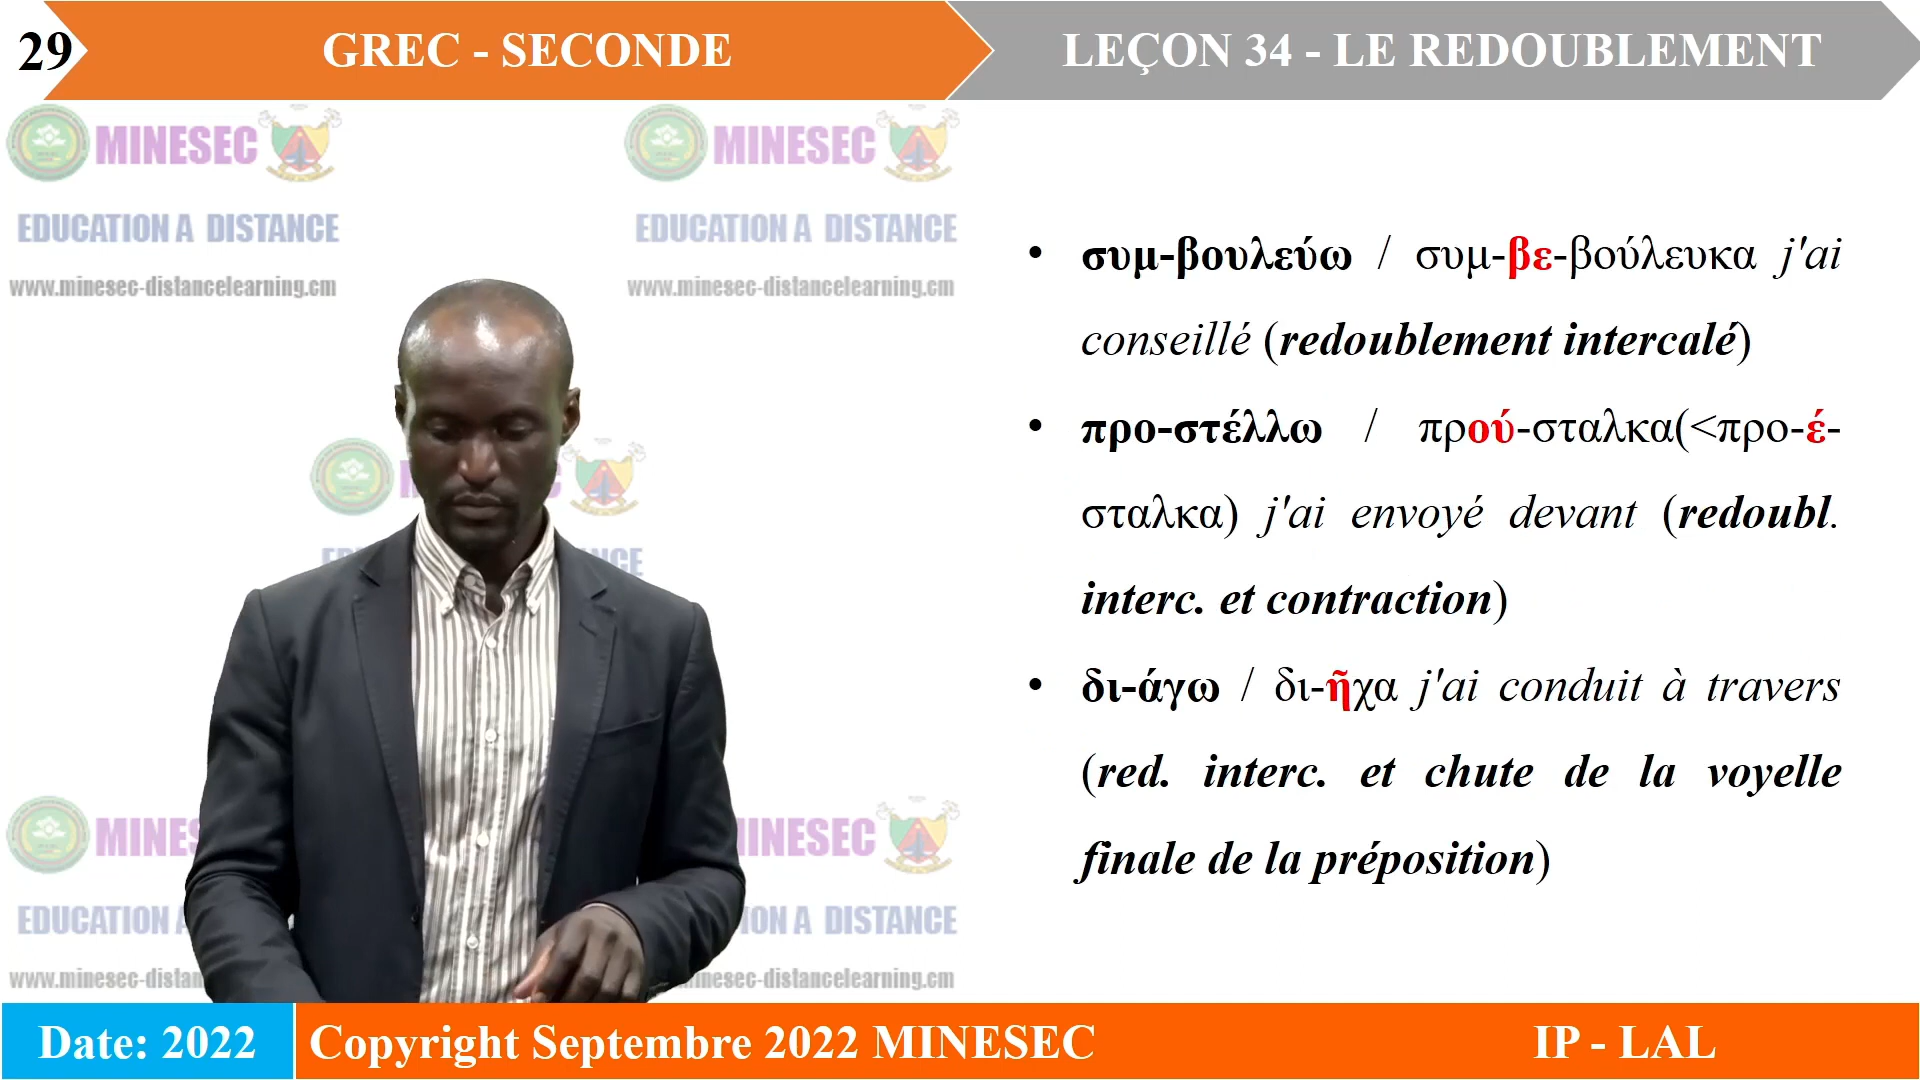 29
GREC - SECONDE
LEÇON 34 - LE REDOUBLEMENT
MINESEC
MINESEC
EDUCATION A DISTANCE
EDUCATION A DISTANCE
www.minesec-distancelearning.cm
www.minesec-distancelearning.cm
• συμ-βουλεύω / συμ-βε-βούλευκα j'ai
conseillé (redoublement intercalé)
• προ-στέλλω / πρού-σταλκα(<προ-έ-
σταλκα) j'ai envoyé devant (redoubl.
interc. et contraction)
• δι-άγω / δι-ῆχα j'ai conduit à travers
(red. interc. et chute de la voyelle
finale de la préposition)
EDUCATION A
DISTANCE
Date: 2022
Copyright Septembre 2022 MINESEC
IP - LAL